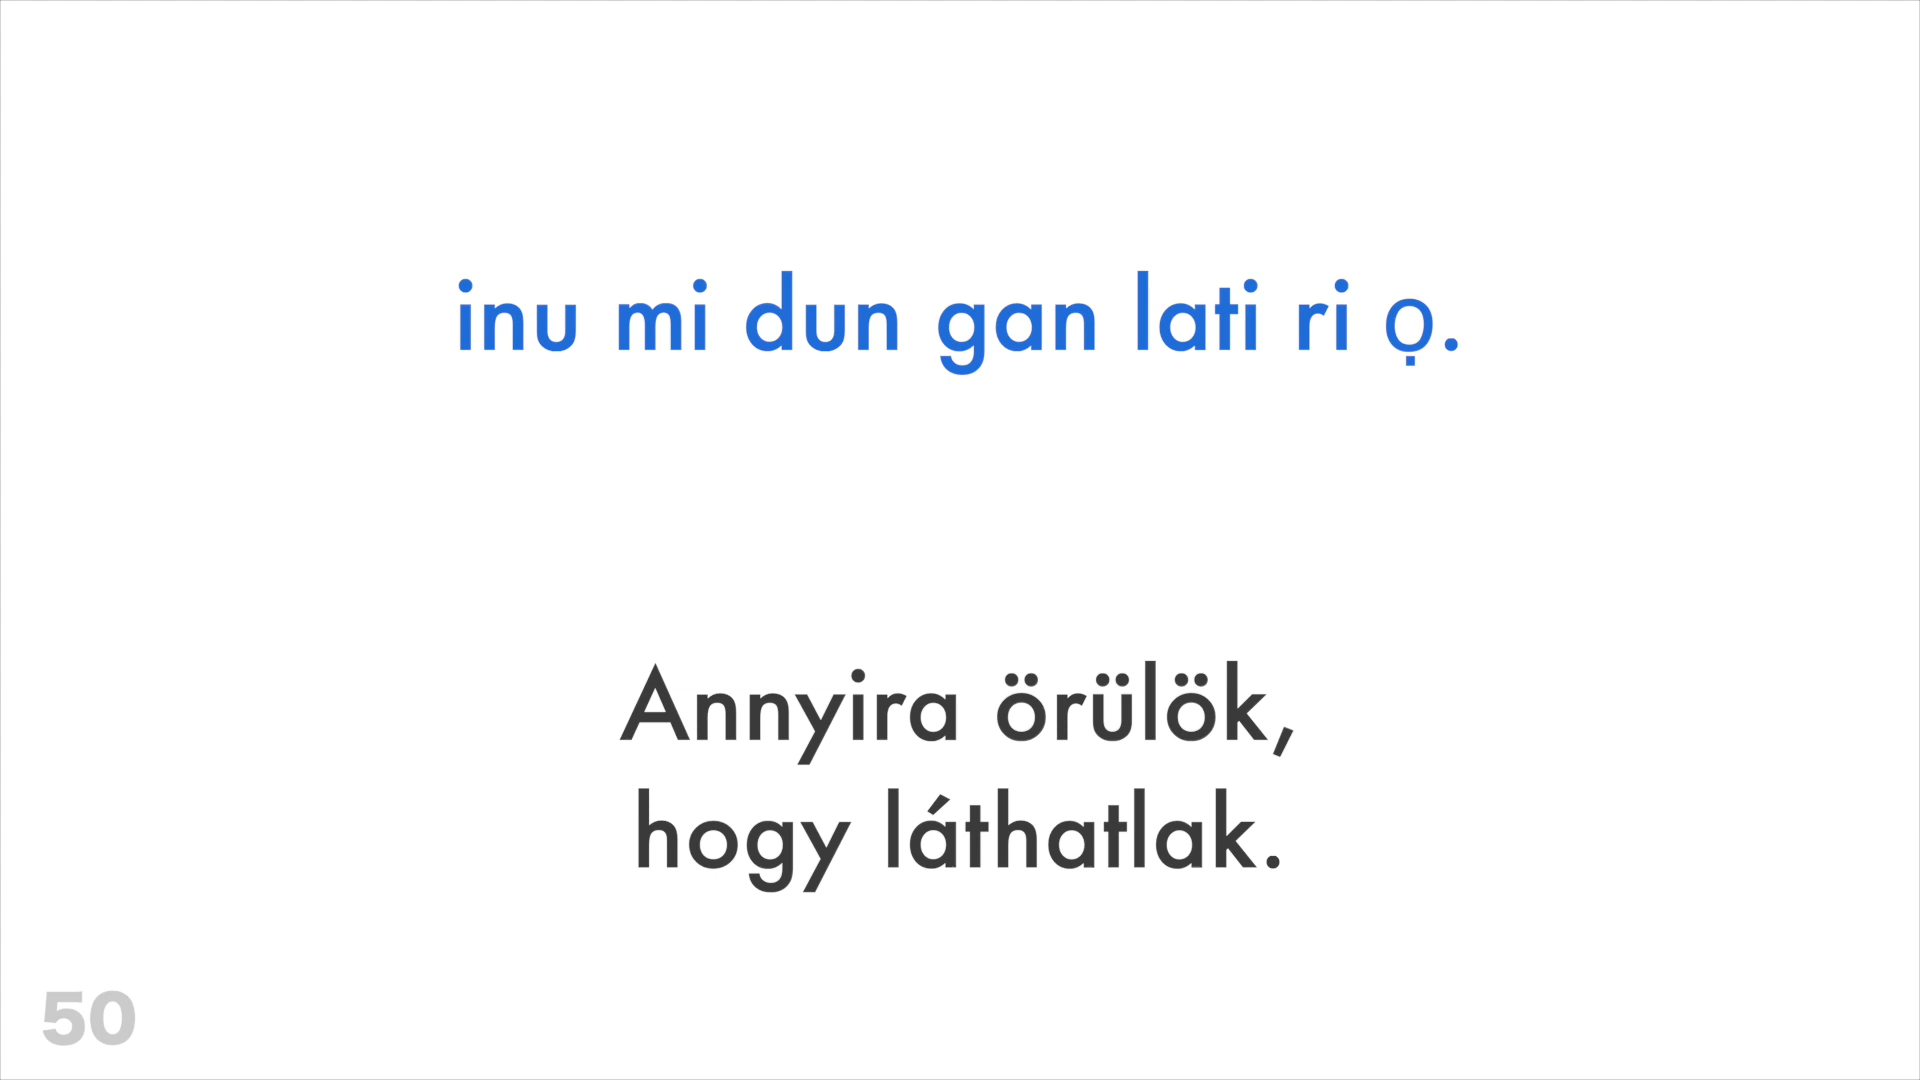 inu mi dun gan lati ri ọ.
Annyira örülök,
hogy láthatlak.
50